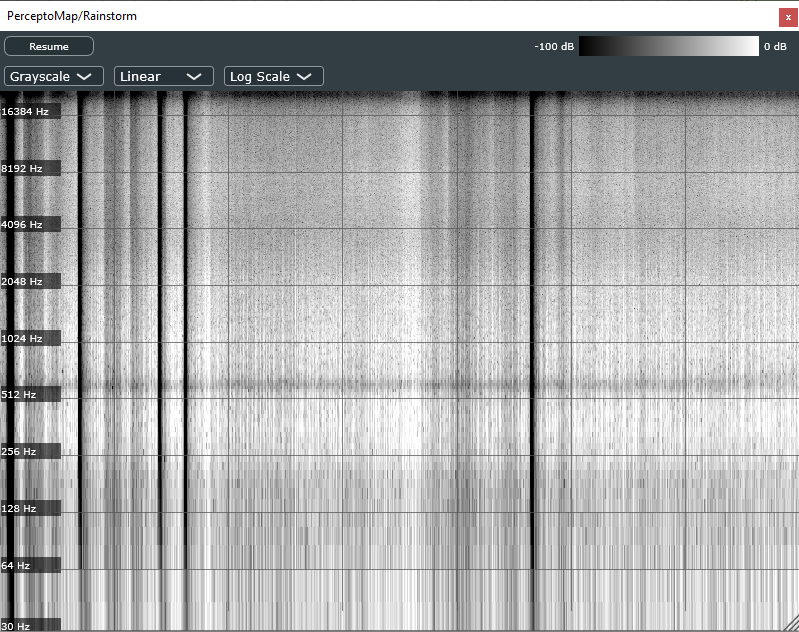 PerceptoMap/Rainstorm
x
Resume
-100 dB
0 dB
Grayscale
Linear
Log Scale
16384 Hz
8192 Hz
4096 Hz
2048 Hz
1024 Hz
512 Hz
256 Hz
128 Hz
64 Hz
30 Hz